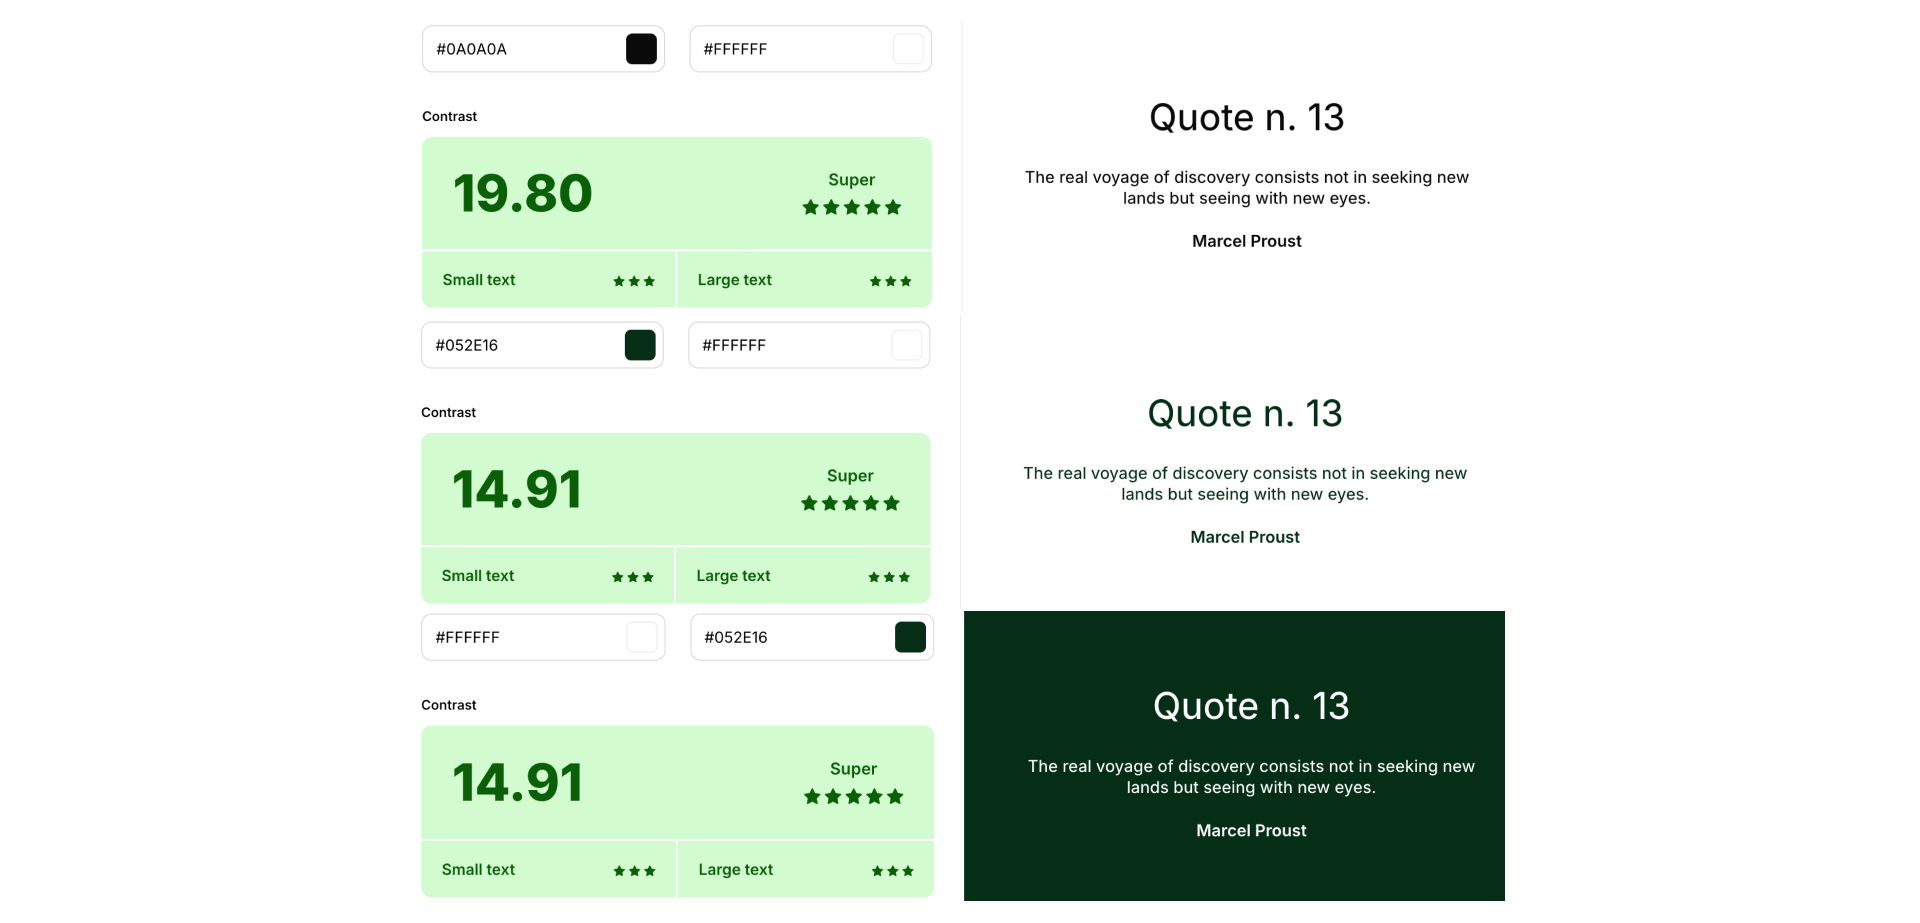 #0A0A0A
#FFFFFF
Contrast
19.80
Super
Small text
Large text
Quote n. 13
The real voyage of discovery consists not in seeking new
lands but seeing with new eyes.
Marcel Proust
#052E16
#FFFFFF
Contrast
14.91
Super
Small text
Large text
Quote n. 13
The real voyage of discovery consists not in seeking new
lands but seeing with new eyes.
Marcel Proust
#FFFFFF
#052E16
Contrast
14.91
Super
Small text
Large text
Quote n. 13
The real voyage of discovery consists not in seeking new
lands but seeing with new eyes.
Marcel Proust